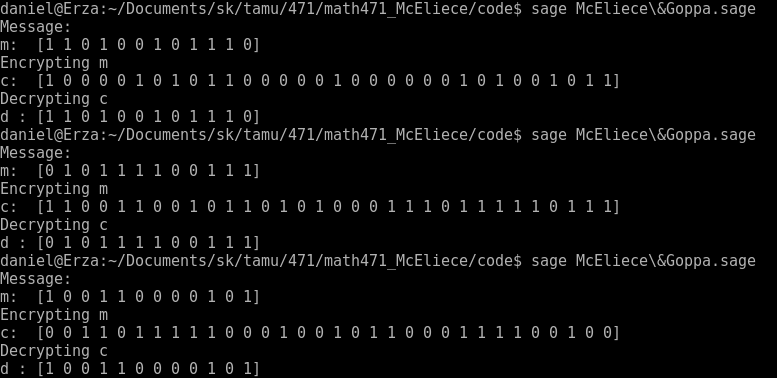 daniel@Erza:~/Documents/sk/tamu/471/math471_McEliece/code$ sage McEliece\&Goppa.sage
Message:
m:  [1 1 0 1 0 0 1 0 1 1 1 0]
Encrypting m
c:  [1 0 0 0 0 1 0 1 0 1 1 0 0 0 0 0 1 0 0 0 0 0 0 1 0 1 0 0 1 0 1 1]
Decrypting c
d : [1 1 0 1 0 0 1 0 1 1 1 0]
daniel@Erza:~/Documents/sk/tamu/471/math471_McEliece/code$ sage McEliece\&Goppa.sage
Message:
m:  [0 1 0 1 1 1 1 0 0 1 1 1]
Encrypting m
c:  [1 1 0 0 1 1 0 0 1 0 1 1 0 1 0 1 0 0 0 1 1 1 0 1 1 1 1 1 0 1 1 1]
Decrypting c
d : [0 1 0 1 1 1 1 0 0 1 1 1]
daniel@Erza:~/Documents/sk/tamu/471/math471_McEliece/code$ sage McEliece\&Goppa.sage
Message:
m:  [1 0 0 1 1 0 0 0 0 1 0 1]
Encrypting m
c:  [0 0 1 1 0 1 1 1 1 1 0 0 0 1 0 0 1 0 1 1 0 0 0 1 1 1 1 0 0 1 0 0]
Decrypting c
d : [1 0 0 1 1 0 0 0 0 1 0 1]